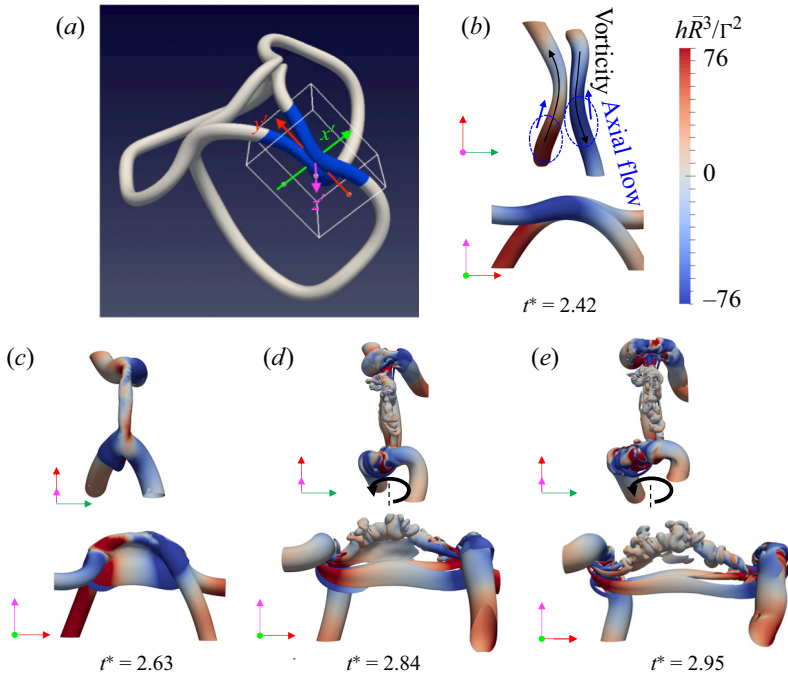 (a)
y′
x′
z′
(b)
Vorticity
Axial flow
hR̄³/Γ²
76
0
–76
t* = 2.42
(c)
(d)
(e)
t* = 2.63
t* = 2.84
t* = 2.95